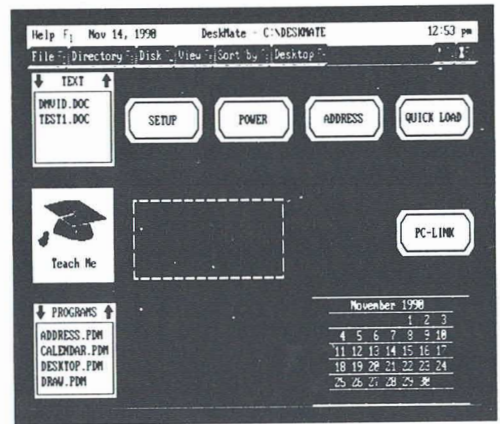 Help F1 Nov 14, 1990 DeskMate - C:\DESKMATE 12:53 pm
File Directory Disk View Sort by Desktop
TEXT
DMVID.DOC
TEST1.DOC
SETUP
POWER
ADDRESS
QUICK LOAD
Teach Me
PC-LINK
PROGRAMS
ADDRESS.PDM
CALENDAR.PDM
DESKTOP.PDM
DRAW.PDM
November 1990
1 2 3
4 5 6 7 8 9 10
11 12 13 14 15 16 17
18 19 20 21 22 23 24
25 26 27 28 29 30